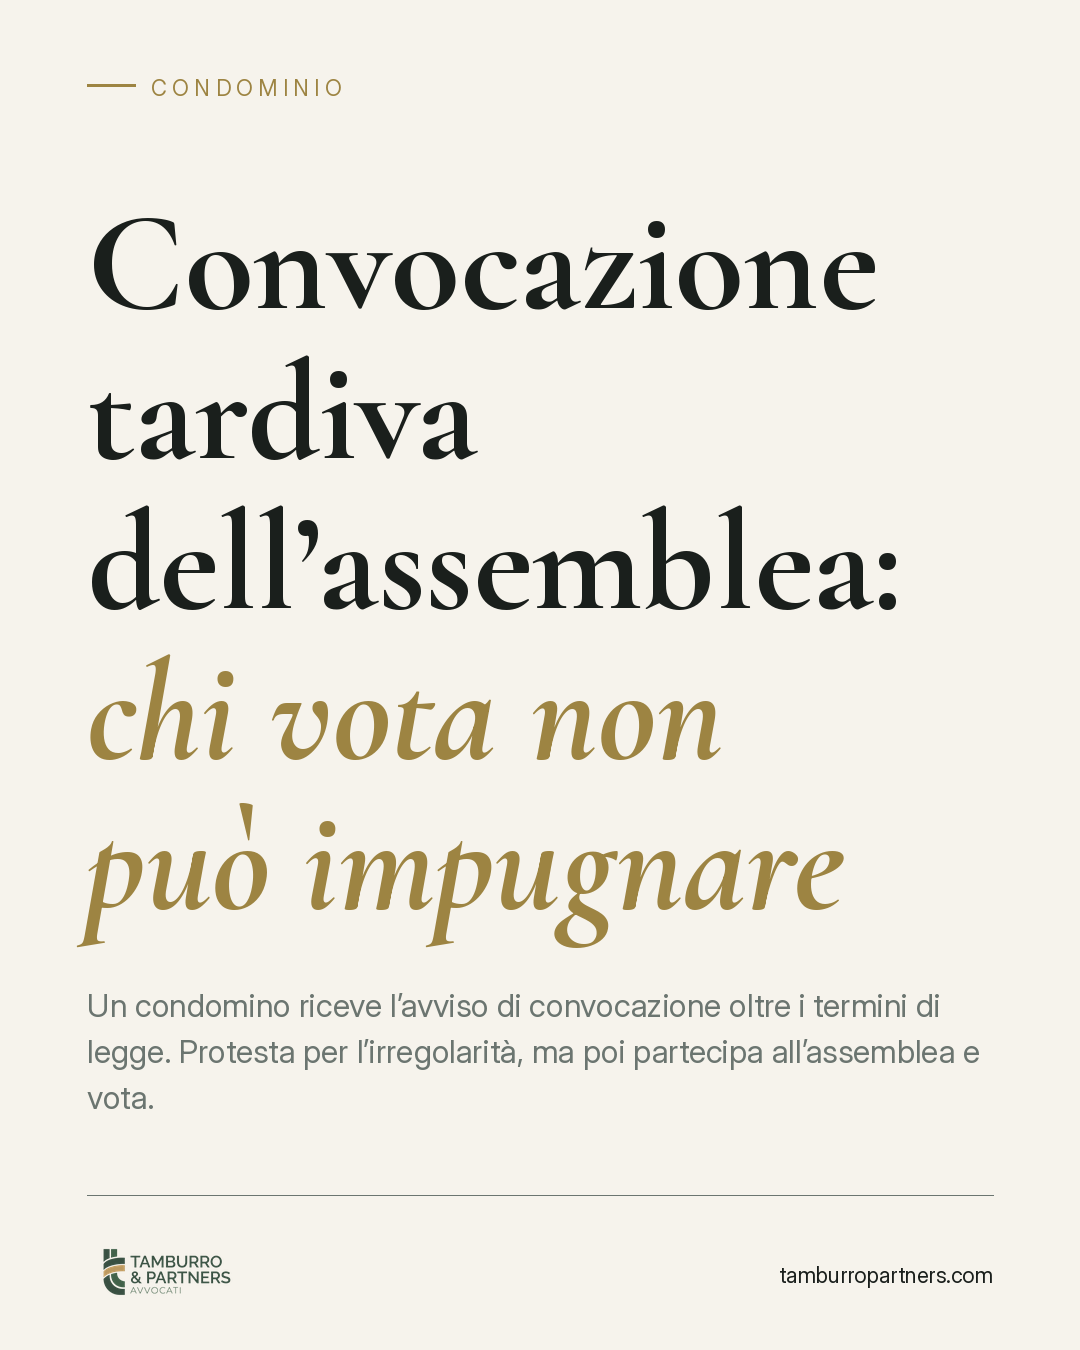 CONDOMINIO
Convocazione
tardiva
dell’assemblea:
chi vota non
può impugnare
Un condomino riceve l’avviso di convocazione oltre i termini di
legge. Protesta per l’irregolarità, ma poi partecipa all’assemblea e
vota.
TAMBURRO
& PARTNERS
AVVOCATI
tamburropartners.com